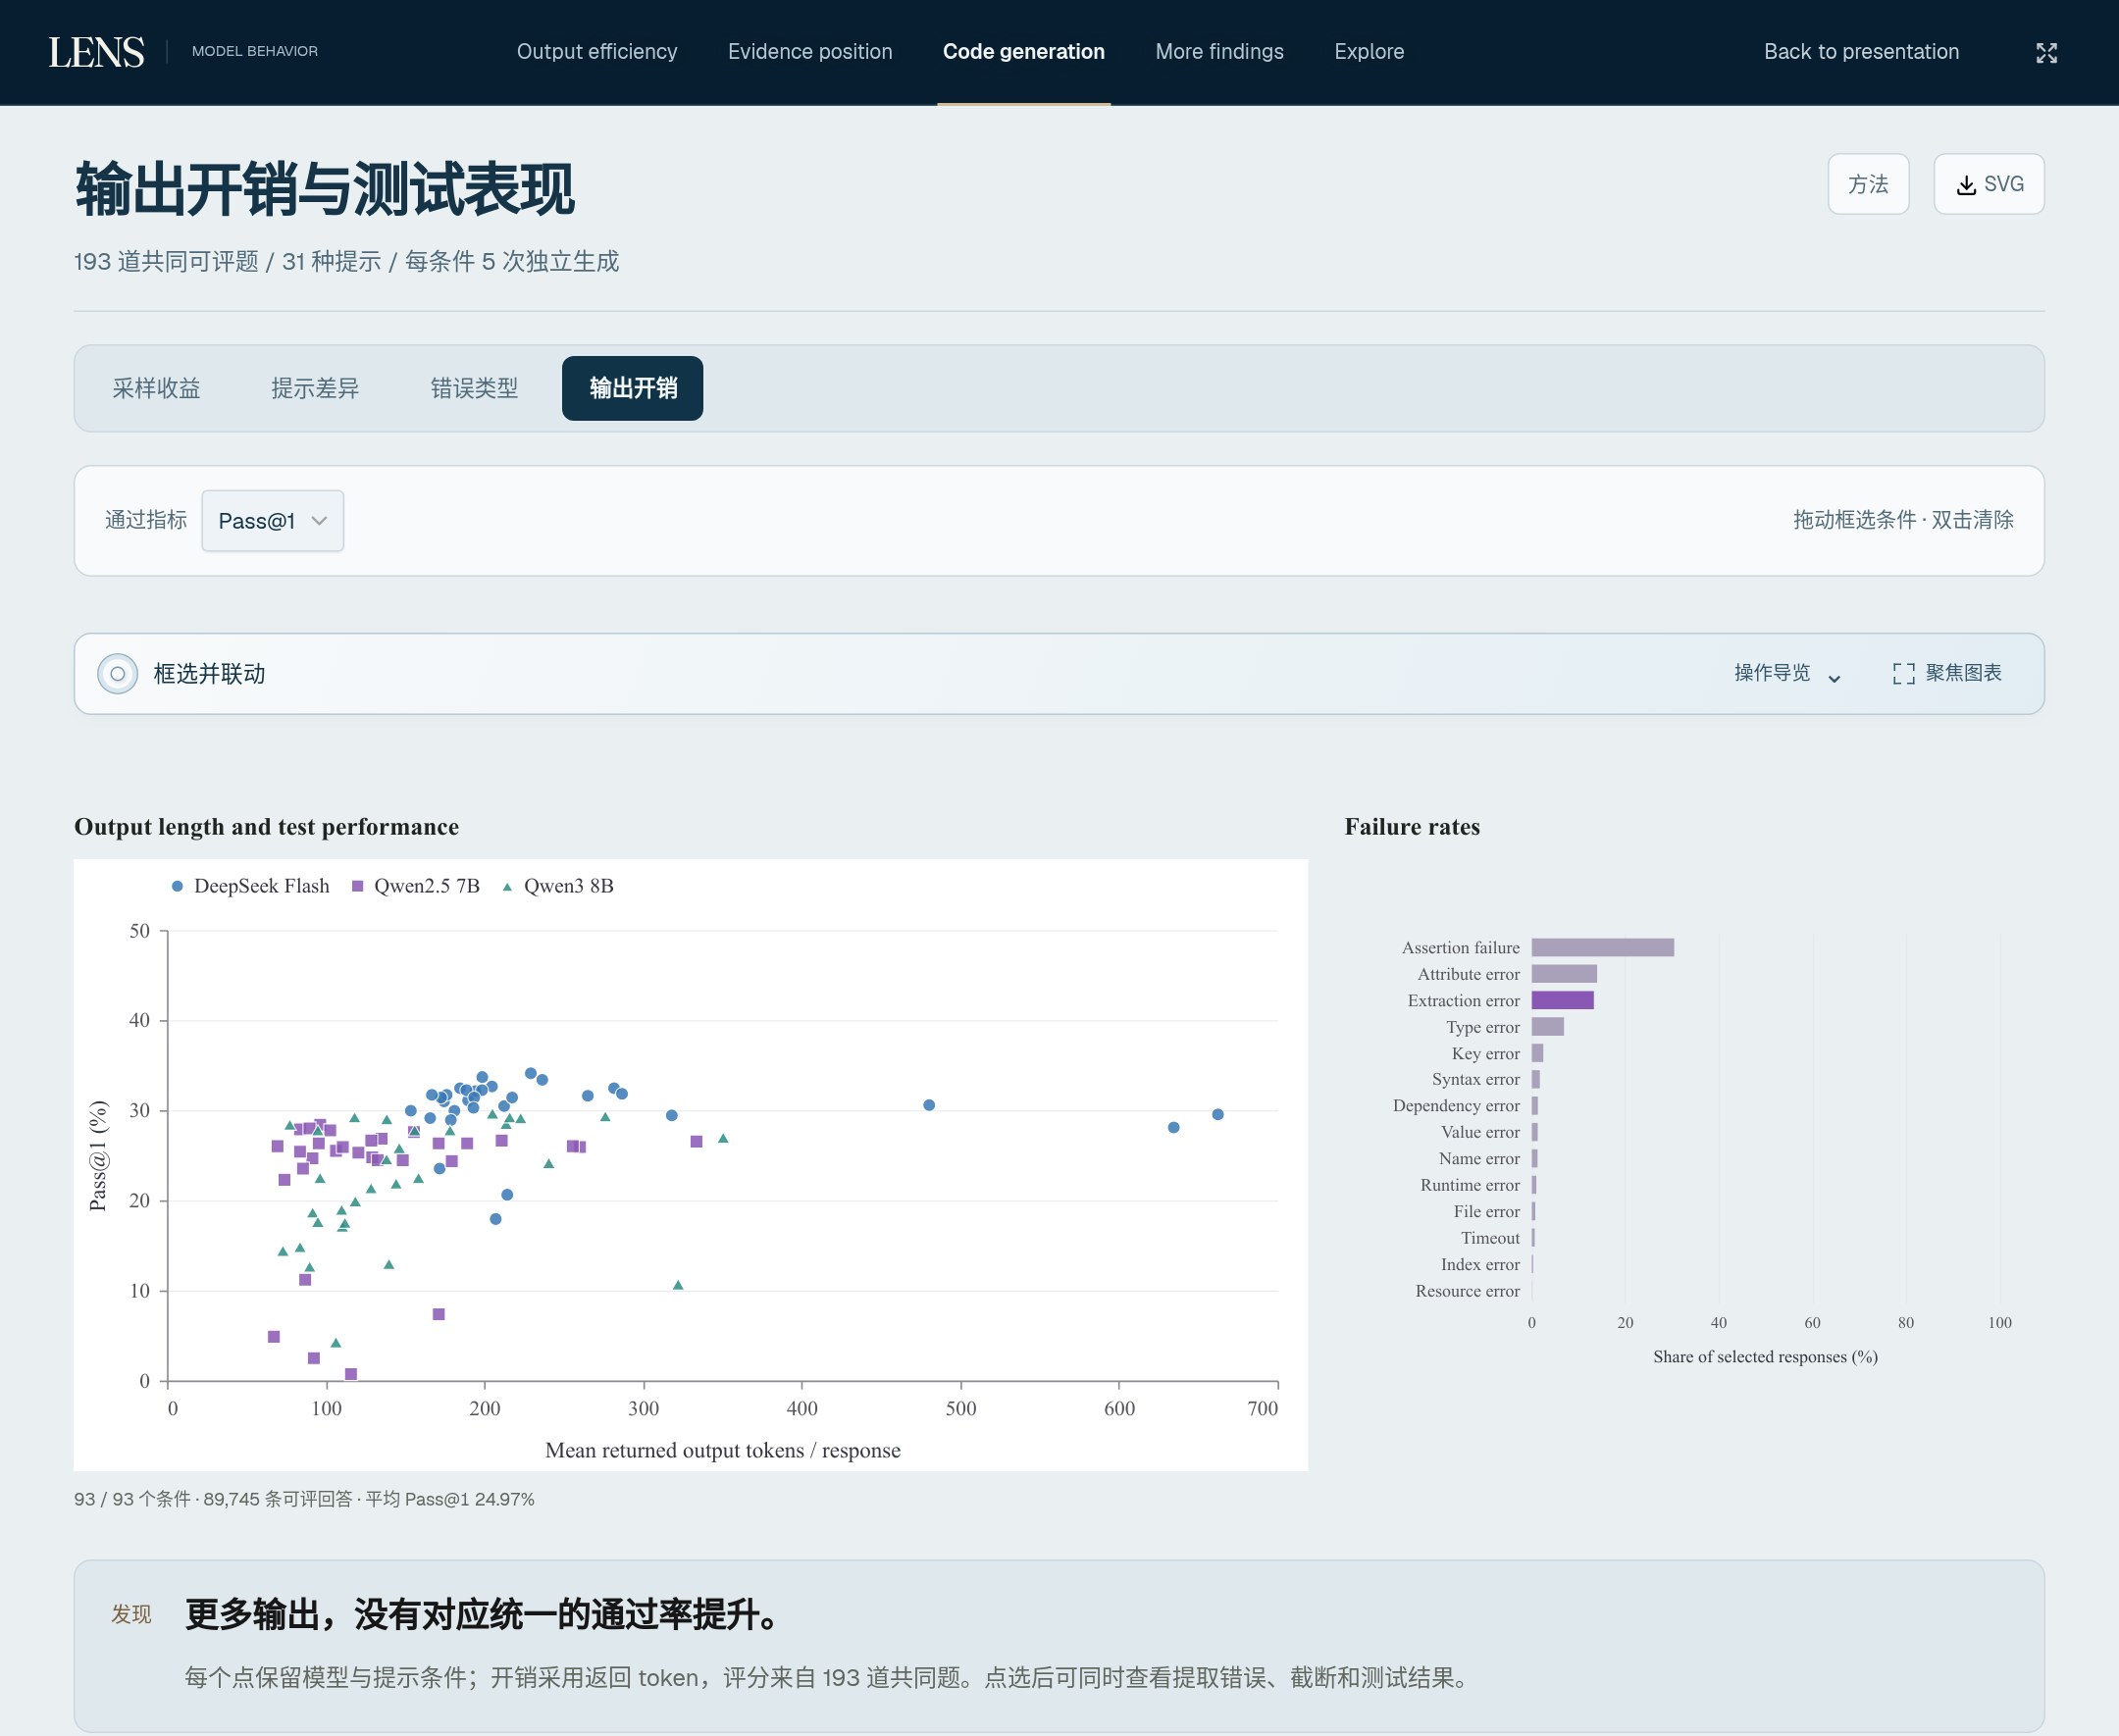 LENS
MODEL BEHAVIOR
Output efficiency
Evidence position
Code generation
More findings
Explore
Back to presentation
输出开销与测试表现
方法
SVG
193 道共同可评题 / 31 种提示 / 每条件 5 次独立生成
采样收益
提示差异
错误类型
输出开销
通过指标
Pass@1
拖动框选条件 · 双击清除
框选并联动
操作导览
聚焦图表
Output length and test performance
DeepSeek Flash
Qwen2.5 7B
Qwen3 8B
50
40
30
20
10
0
Pass@1 (%)
0
100
200
300
400
500
600
700
Mean returned output tokens / response
Failure rates
Assertion failure
Attribute error
Extraction error
Type error
Key error
Syntax error
Dependency error
Value error
Name error
Runtime error
File error
Timeout
Index error
Resource error
0
20
40
60
80
100
Share of selected responses (%)
93 / 93 个条件 · 89,745 条可评回答 · 平均 Pass@1 24.97%
发现
更多输出，没有对应统一的通过率提升。
每个点保留模型与提示条件；开销采用返回 token，评分来自 193 道共同题。点选后可同时查看提取错误、截断和测试结果。